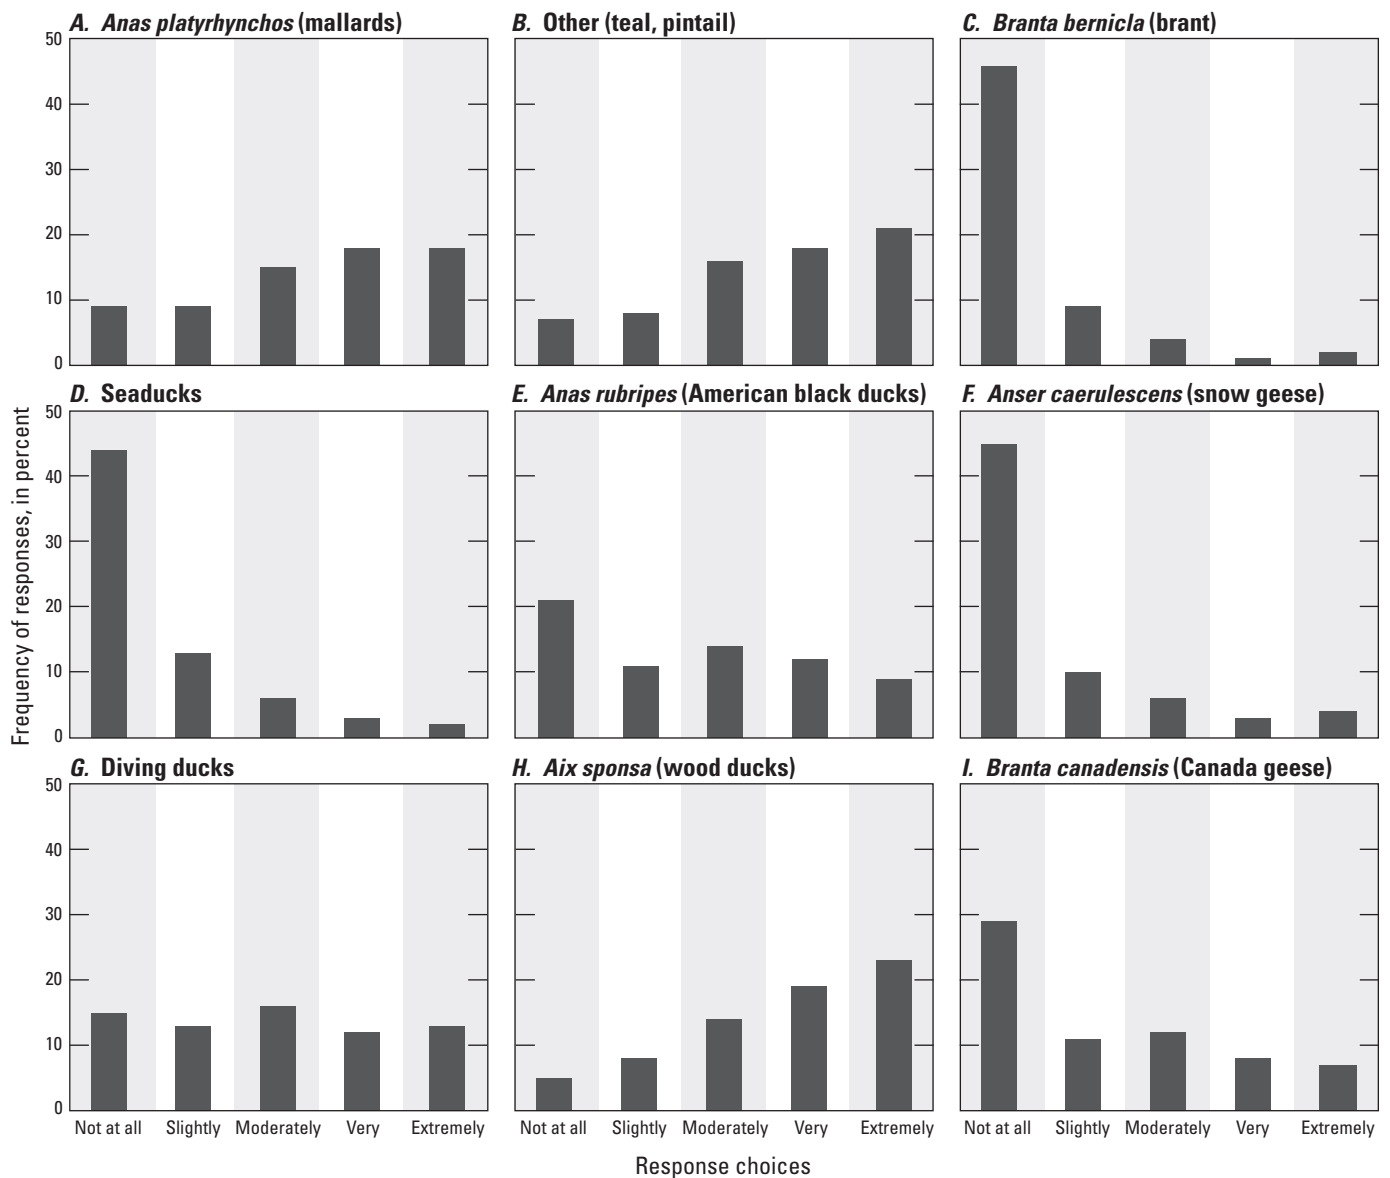 A. Anas platyrhynchos (mallards)
B. Other (teal, pintail)
C. Branta bernicla (brant)
50
40
30
20
10
0
D. Seaducks
E. Anas rubripes (American black ducks)
F. Anser caerulescens (snow geese)
50
40
30
20
10
0
Frequency of responses, in percent
G. Diving ducks
H. Aix sponsa (wood ducks)
I. Branta canadensis (Canada geese)
50
40
30
20
10
0
Not at all Slightly Moderately Very Extremely
Not at all Slightly Moderately Very Extremely
Not at all Slightly Moderately Very Extremely
Response choices